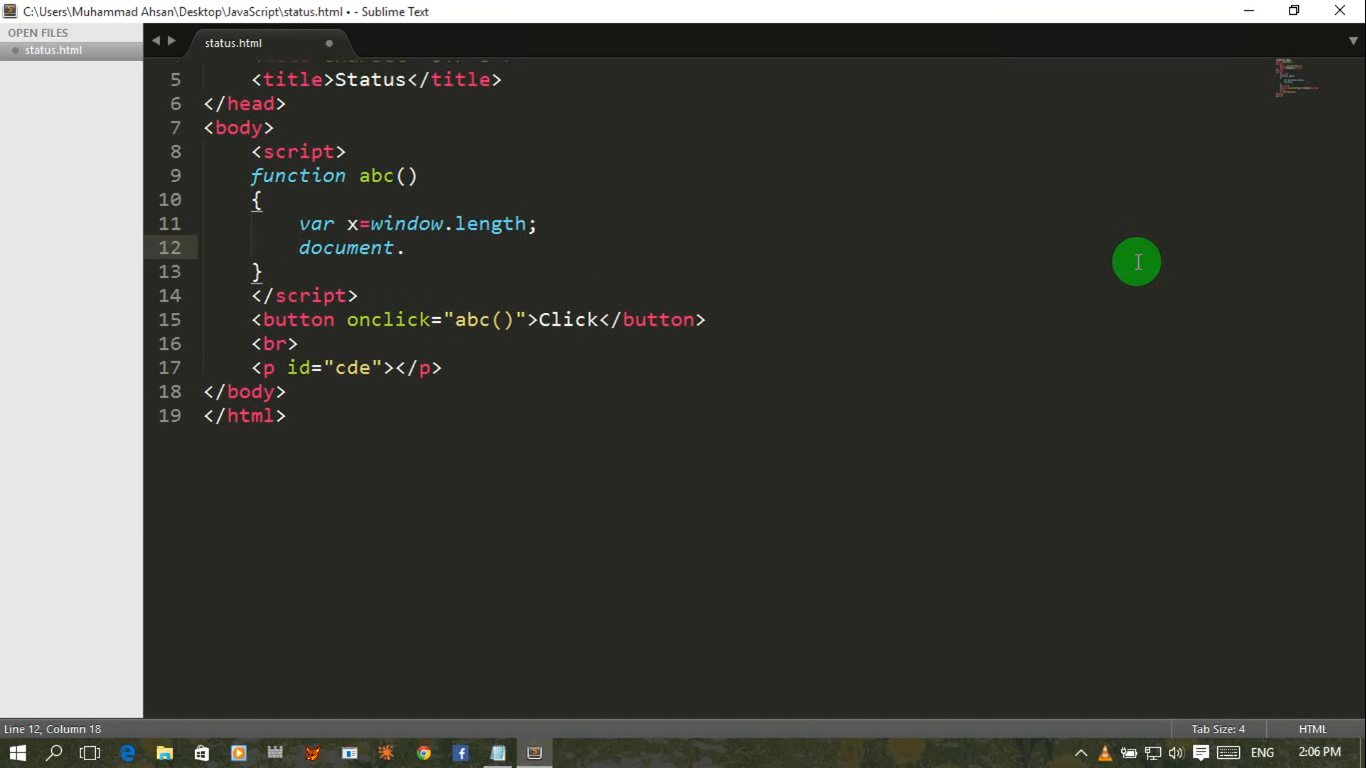 C:\Users\Muhammad Ahsan\Desktop\JavaScript\status.html • - Sublime Text
OPEN FILES
status.html
status.html
5 <title>Status</title>
6 </head>
7 <body>
8 <script>
9 function abc()
10 {
11 var x=window.length;
12 document.
13 }
14 </script>
15 <button onclick="abc()">Click</button>
16 <br>
17 <p id="cde"></p>
18 </body>
19 </html>
Line 12, Column 18
Tab Size: 4
HTML
ENG
2:06 PM